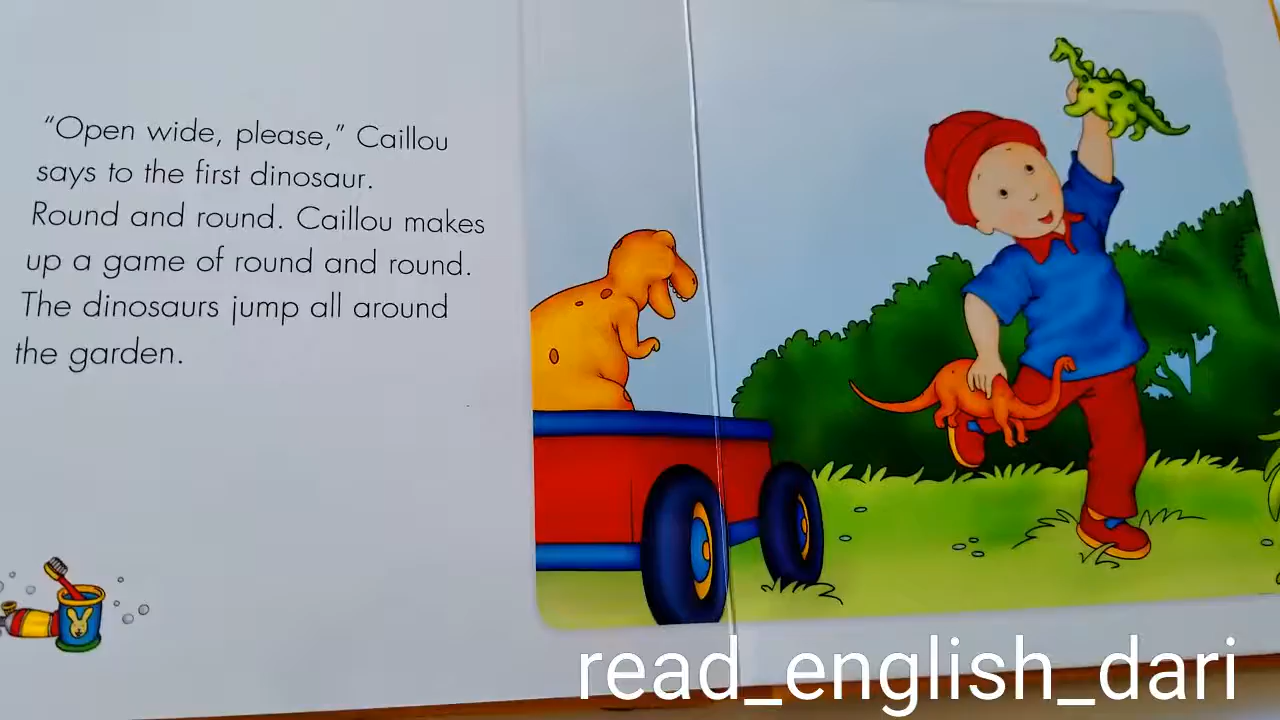 “Open wide, please,” Caillou
says to the first dinosaur.
Round and round. Caillou makes
up a game of round and round.
The dinosaurs jump all around
the garden.
read_english_dari